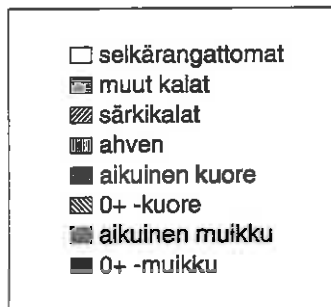 selkärangattomat
muut kalat
särkikalat
ahven
aikuinen kuore
0+ -kuore
aikuinen muikku
0+ -muikku